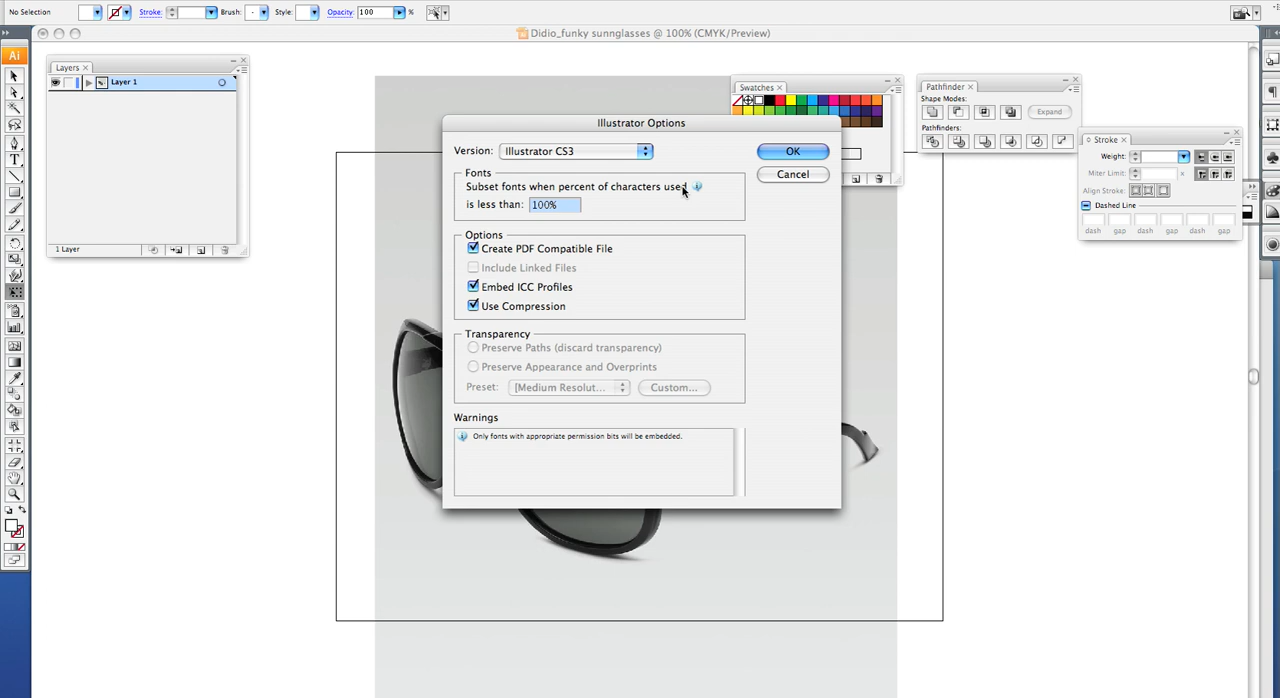 No Selection Stroke: Brush: Style: Opacity: 100 %
Didio_funky sunnglasses @ 100% (CMYK/Preview)
Ai
Layers
Layer 1
1 Layer
Swatches
Pathfinder
Shape Modes:
Expand
Pathfinders:
Stroke
Weight:
Miter Limit: x
Align Stroke:
Dashed Line
dash gap dash gap dash gap
Illustrator Options
Version: Illustrator CS3
OK
Cancel
Fonts
Subset fonts when percent of characters used
is less than: 100%
Options
Create PDF Compatible File
Include Linked Files
Embed ICC Profiles
Use Compression
Transparency
Preserve Paths (discard transparency)
Preserve Appearance and Overprints
Preset: [Medium Resolut... Custom...
Warnings
Only fonts with appropriate permission bits will be embedded.